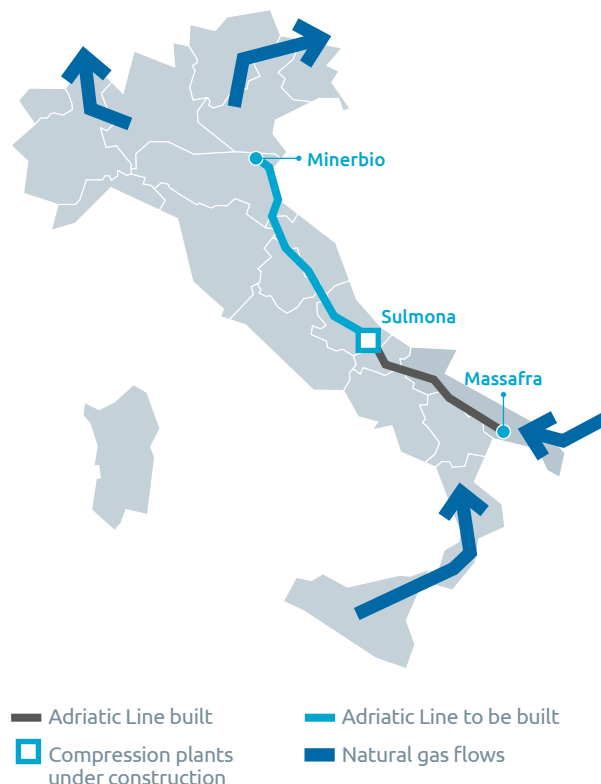 Minerbio
Sulmona
Massafra
Adriatic Line built
Adriatic Line to be built
Compression plants
under construction
Natural gas flows